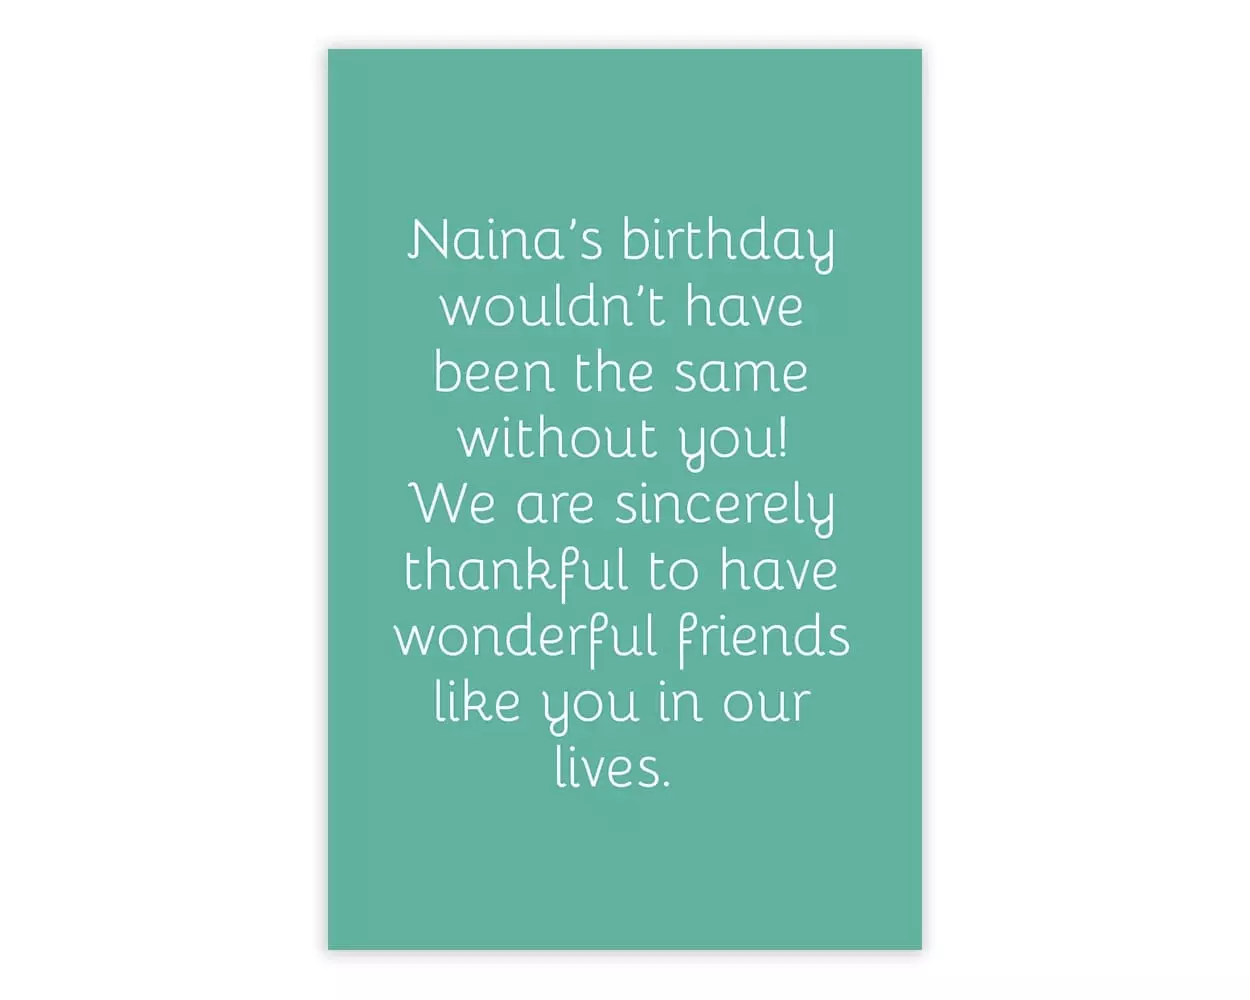 Naina's birthday
wouldn't have
been the same
without you!
We are sincerely
thankful to have
wonderful friends
like you in our
lives.